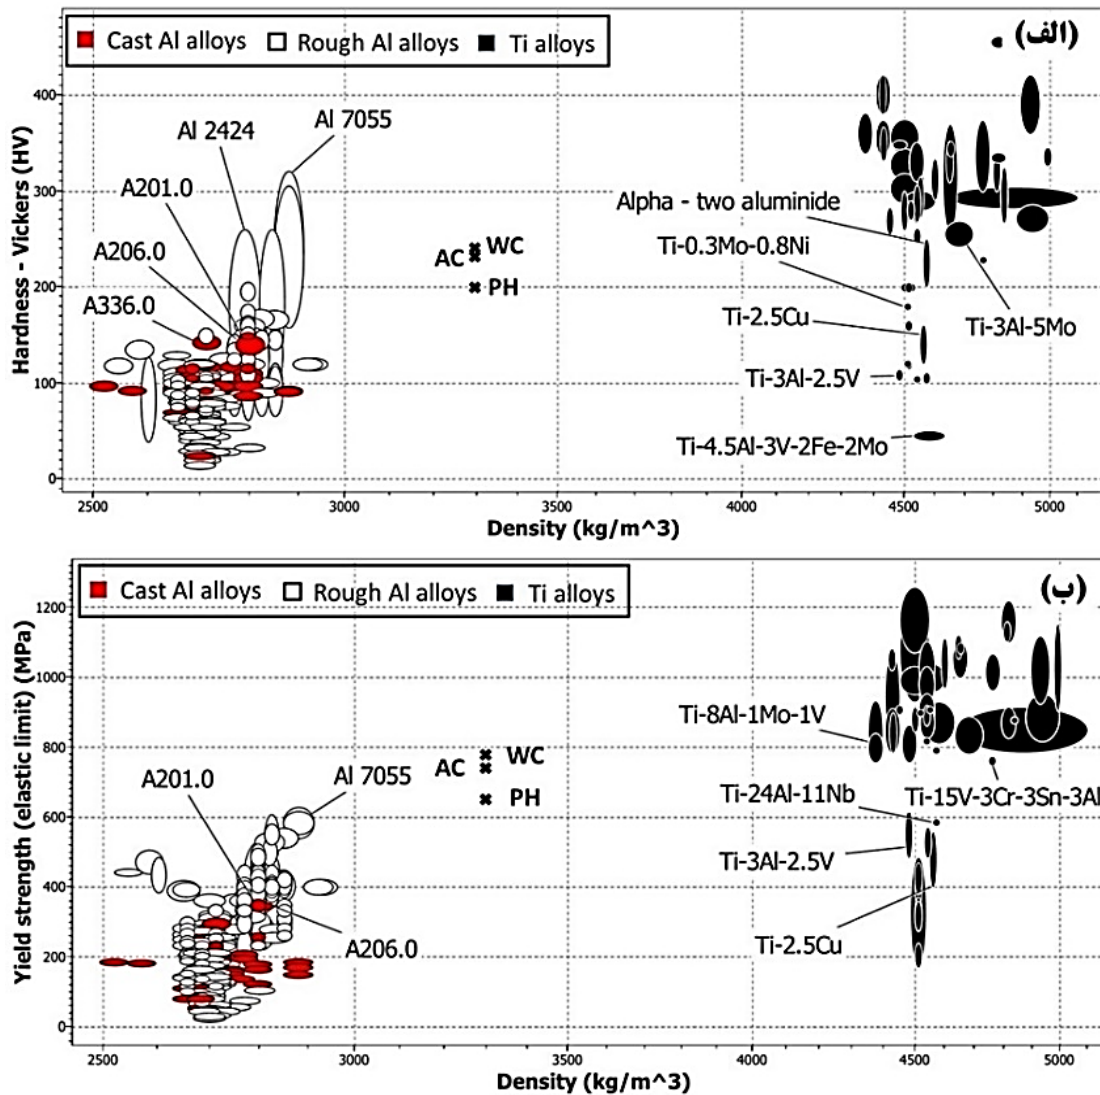 Cast Al alloys Rough Al alloys Ti alloys
(الف)
Hardness - Vickers (HV)
400
300
200
100
0
Al 7055
Al 2424
A201.0
A206.0
A336.0
WC
AC
PH
Alpha - two aluminide
Ti-0.3Mo-0.8Ni
Ti-2.5Cu
Ti-3Al-5Mo
Ti-3Al-2.5V
Ti-4.5Al-3V-2Fe-2Mo
2500 3000 3500 4000 4500 5000
Density (kg/m^3)
Cast Al alloys Rough Al alloys Ti alloys
(ب)
Yield strength (elastic limit) (MPa)
1200
1000
800
600
400
200
0
A201.0
Al 7055
WC
AC
PH
A206.0
Ti-8Al-1Mo-1V
Ti-24Al-11Nb
Ti-15V-3Cr-3Sn-3Al
Ti-3Al-2.5V
Ti-2.5Cu
2500 3000 3500 4000 4500 5000
Density (kg/m^3)